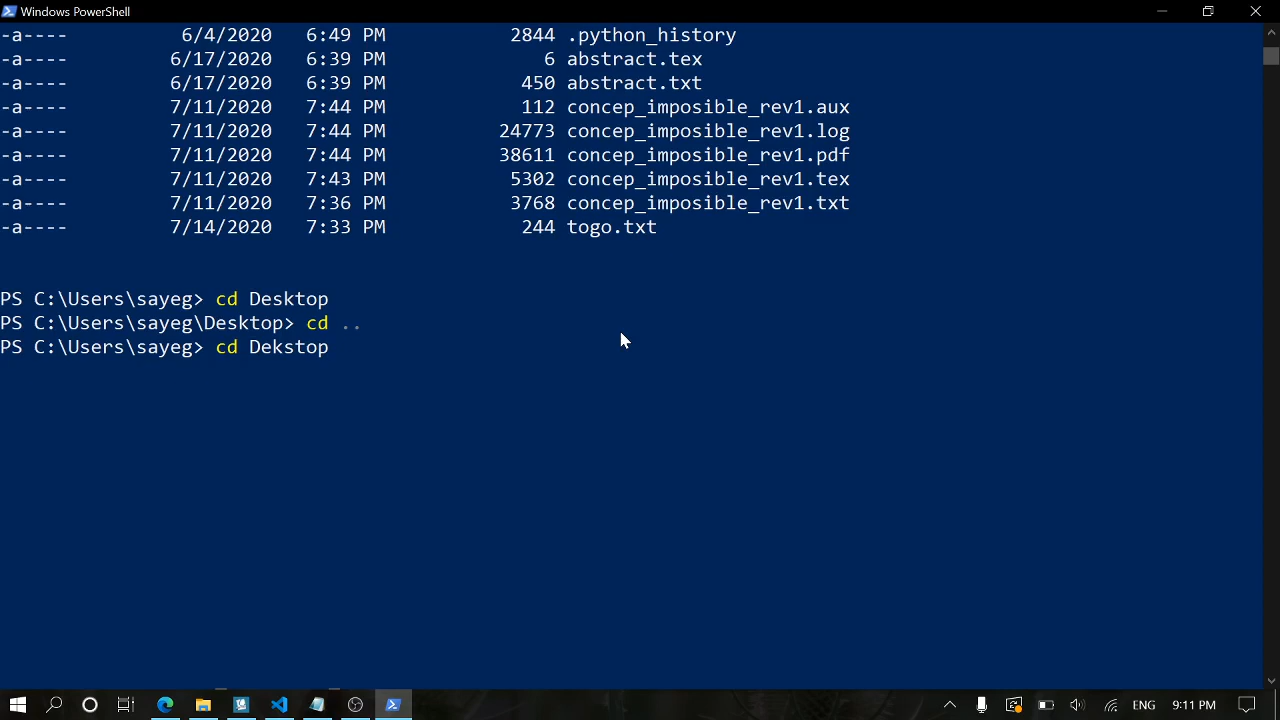 Windows PowerShell
-a---- 6/4/2020 6:49 PM 2844 .python_history
-a---- 6/17/2020 6:39 PM 6 abstract.tex
-a---- 6/17/2020 6:39 PM 450 abstract.txt
-a---- 7/11/2020 7:44 PM 112 concep_imposible_rev1.aux
-a---- 7/11/2020 7:44 PM 24773 concep_imposible_rev1.log
-a---- 7/11/2020 7:44 PM 38611 concep_imposible_rev1.pdf
-a---- 7/11/2020 7:43 PM 5302 concep_imposible_rev1.tex
-a---- 7/11/2020 7:36 PM 3768 concep_imposible_rev1.txt
-a---- 7/14/2020 7:33 PM 244 togo.txt
PS C:\Users\sayeg> cd Desktop
PS C:\Users\sayeg\Desktop> cd ..
PS C:\Users\sayeg> cd Dekstop
ENG 9:11 PM